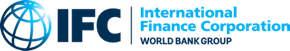 IFC
International
Finance Corporation
WORLD BANK GROUP